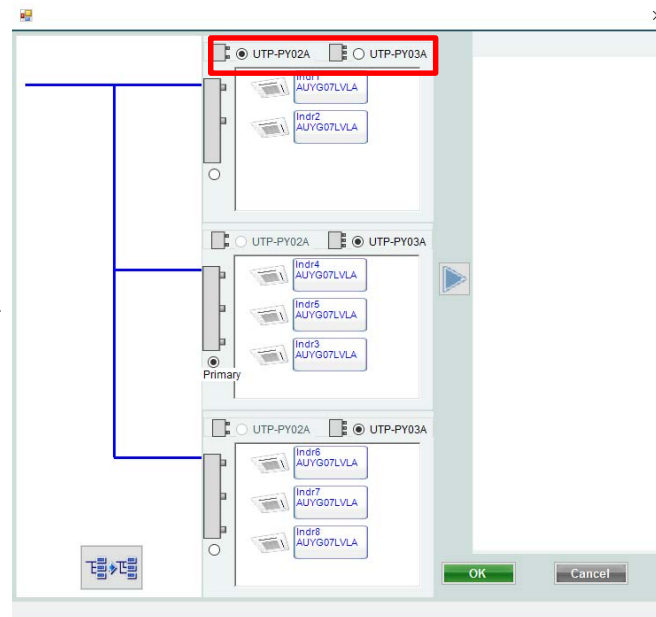 UTP-PY02A UTP-PY03A
Indr1
AUYG07LVLA
Indr2
AUYG07LVLA
UTP-PY02A UTP-PY03A
Indr4
AUYG07LVLA
Indr5
AUYG07LVLA
Indr3
AUYG07LVLA
Primary
UTP-PY02A UTP-PY03A
Indr6
AUYG07LVLA
Indr7
AUYG07LVLA
Indr8
AUYG07LVLA
OK Cancel